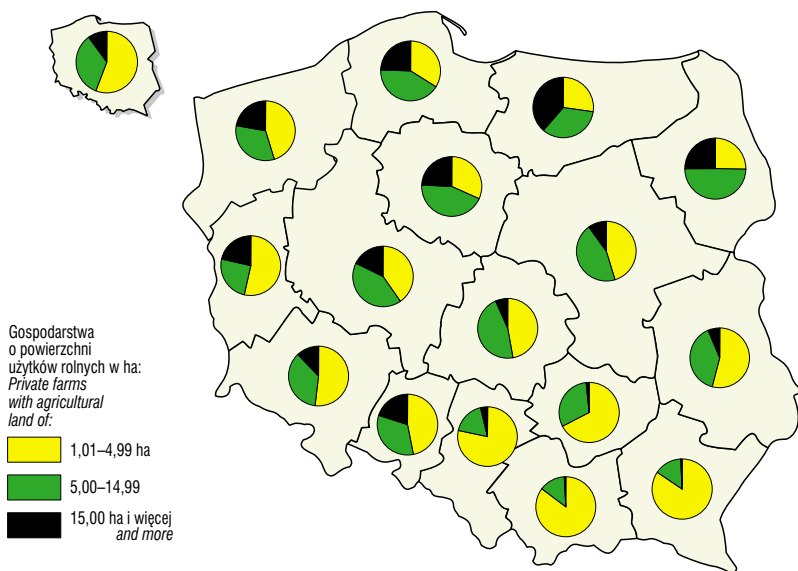 Gospodarstwa
o powierzchni
użytków rolnych w ha:
Private farms
with agricultural
land of:
1,01–4,99 ha
5,00–14,99
15,00 ha i więcej
and more